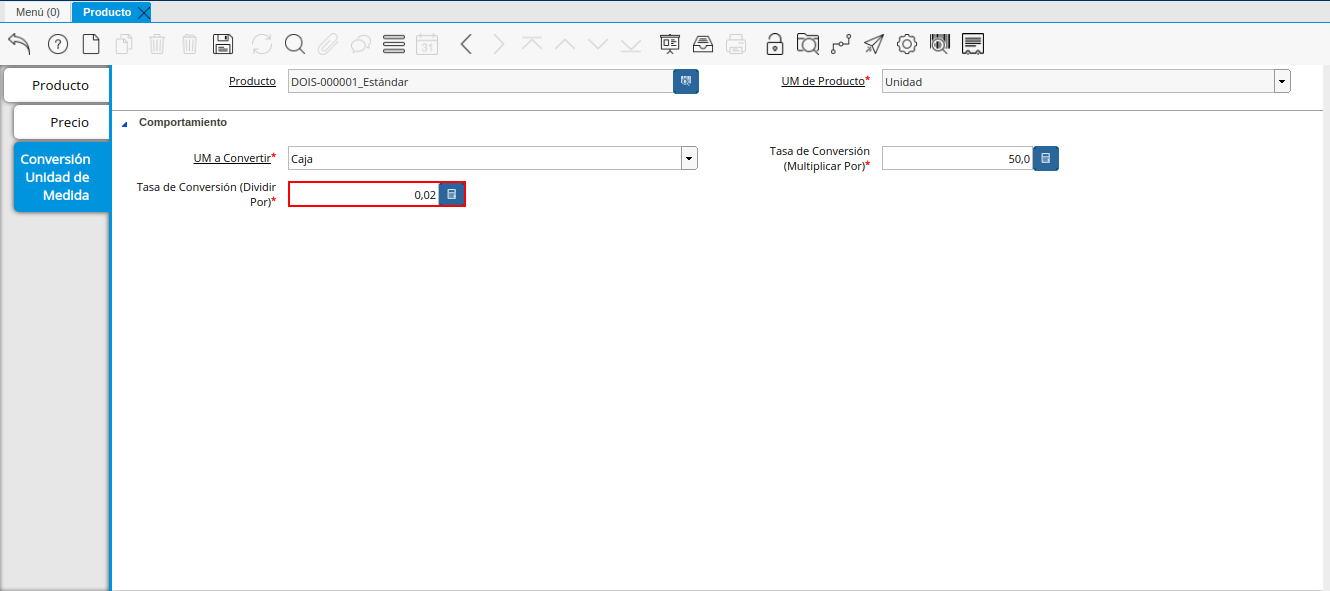 Menú (0)
Producto
31
Producto
Precio
Conversión
Unidad de
Medida
Producto
DOIS-000001_Estándar
UM de Producto*
Unidad
Comportamiento
UM a Convertir*
Caja
Tasa de Conversión
(Multiplicar Por)*
50,0
Tasa de Conversión (Dividir
Por)*
0,02